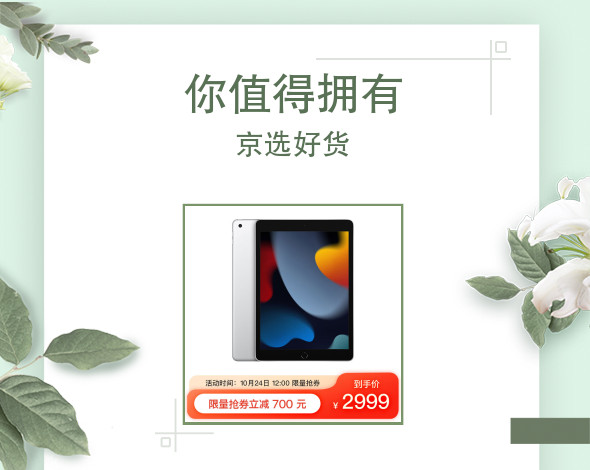 你值得拥有
京选好货
活动时间：10月24日 12:00 限量抢券
到手价
限量抢券立减 700 元
¥ 2999